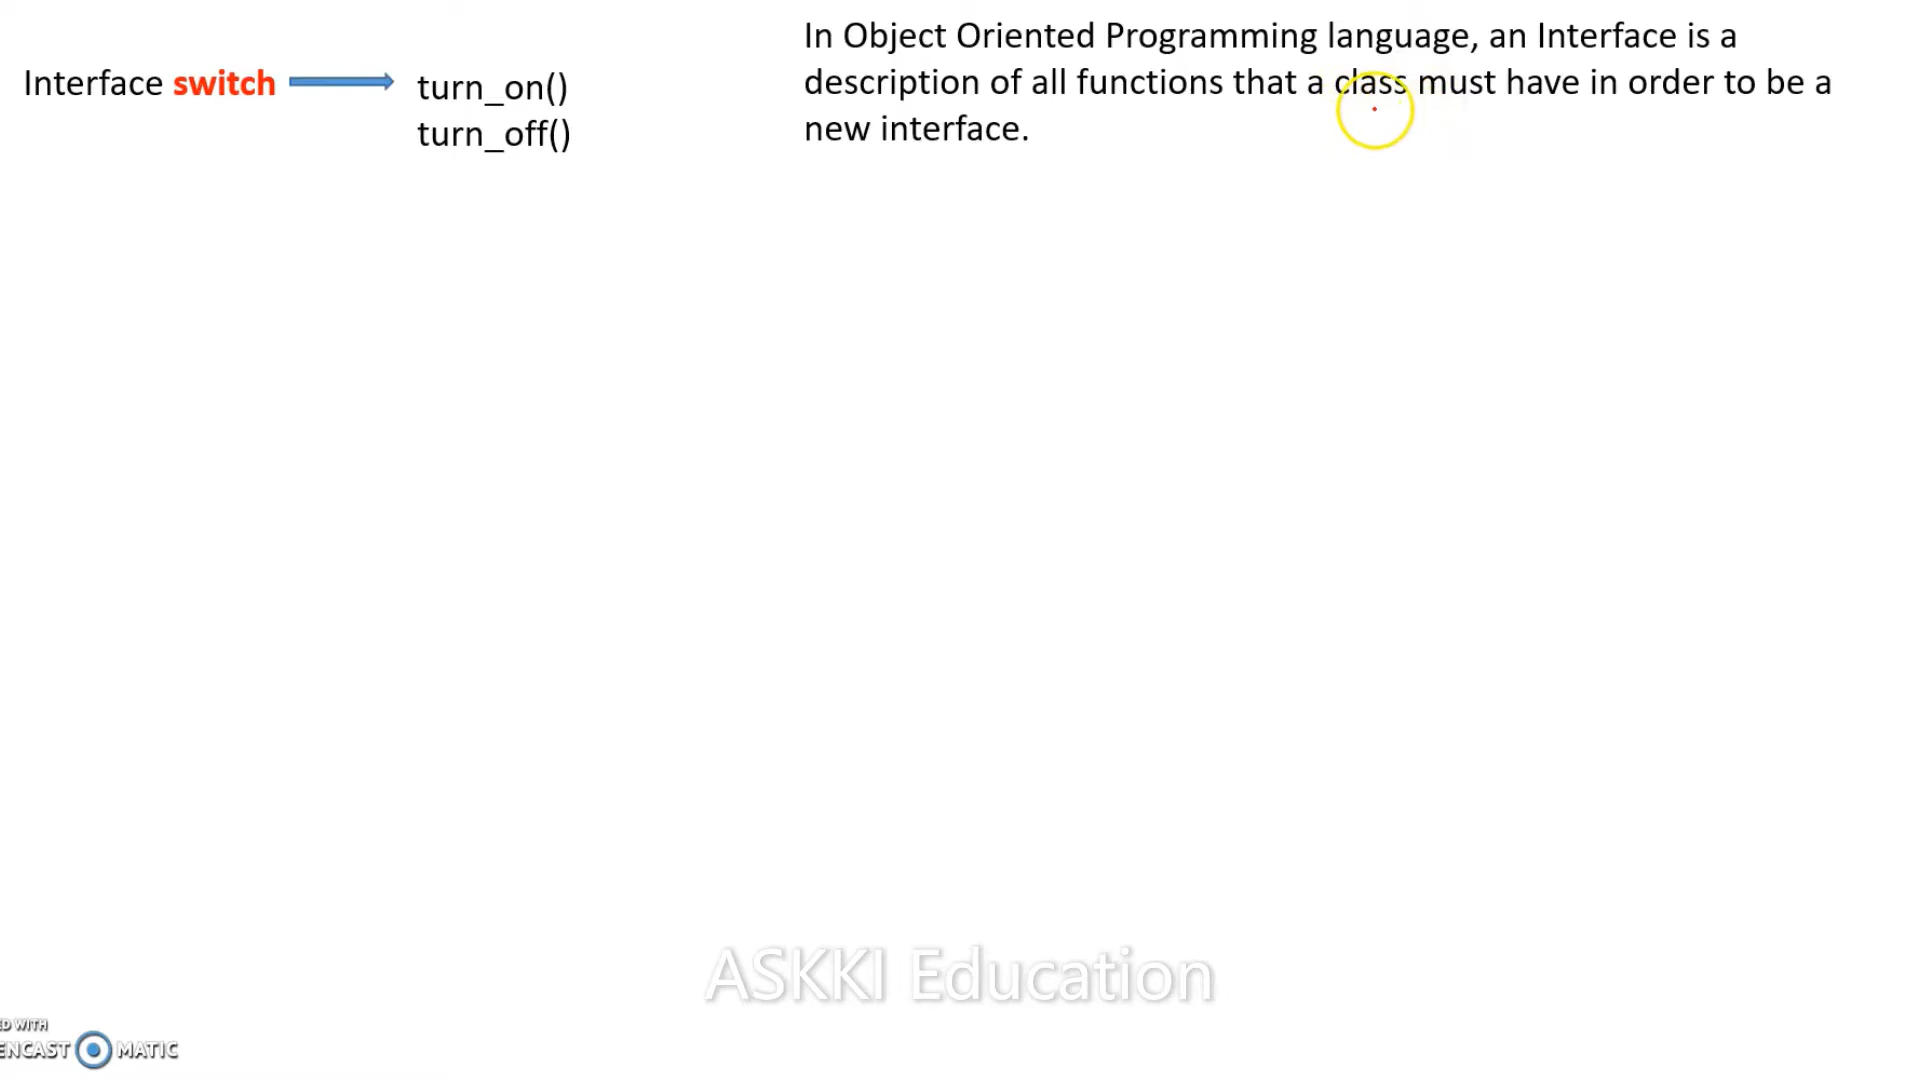 Interface switch
turn_on()
turn_off()
In Object Oriented Programming language, an Interface is a
description of all functions that a class must have in order to be a
new interface.
ASKKI Education
ED WITH
ENCAST MATIC